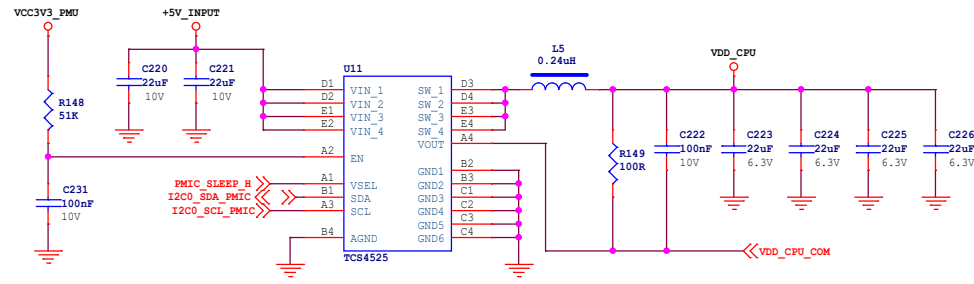 VCC3V3_PMU
+5V_INPUT
R148
51K
C231
100nF
10V
C220
22uF
10V
C221
22uF
10V
U11
D1 VIN_1 SW_1 D3
D2 VIN_2 SW_2 D4
E1 VIN_3 SW_3 E3
E2 VIN_4 SW_4 E4
VOUT A4
A2 EN
GND1 B2
PMIC_SLEEP_H A1 VSEL GND2 B3
I2C0_SDA_PMIC B1 SDA GND3 C1
I2C0_SCL_PMIC A3 SCL GND4 C2
GND5 C3
B4 AGND GND6 C4
TCS4525
L5
0.24uH
VDD_CPU
R149
100R
C222
100nF
10V
C223
22uF
6.3V
C224
22uF
6.3V
C225
22uF
6.3V
C226
22uF
6.3V
VDD_CPU_COM